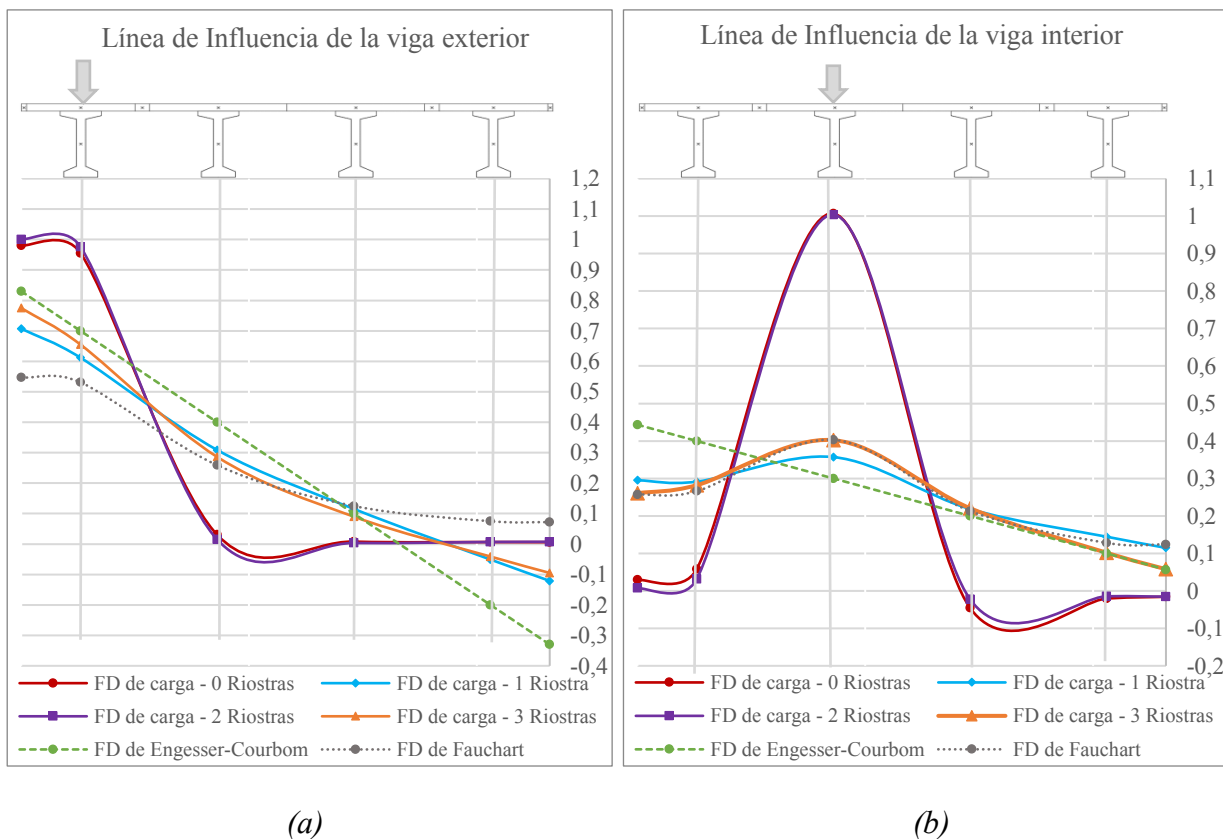 Línea de Influencia de la viga exterior
1,2
1,1
1
0,9
0,8
0,7
0,6
0,5
0,4
0,3
0,2
0,1
0
-0,1
-0,2
-0,3
-0,4
FD de carga - 0 Riostras
FD de carga - 1 Riostra
FD de carga - 2 Riostras
FD de carga - 3 Riostras
FD de Engesser-Courbom
FD de Fauchart
(a)
Línea de Influencia de la viga interior
1,1
1
0,9
0,8
0,7
0,6
0,5
0,4
0,3
0,2
0,1
0
-0,1
-0,2
FD de carga - 0 Riostras
FD de carga - 1 Riostra
FD de carga - 2 Riostras
FD de carga - 3 Riostras
FD de Engesser-Courbom
FD de Fauchart
(b)